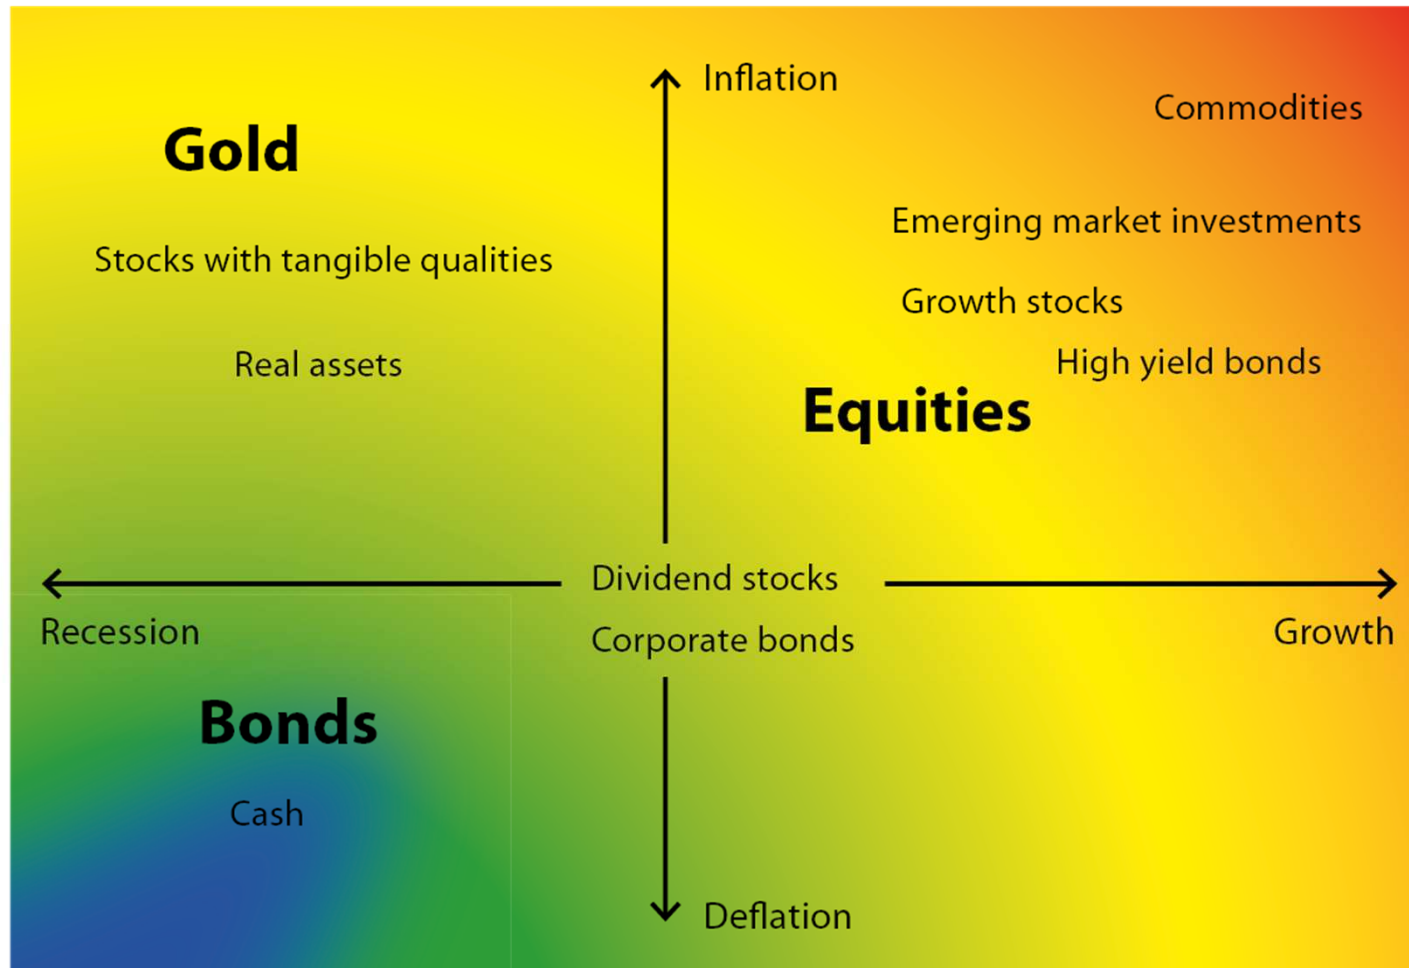 Inflation
Commodities
Gold
Emerging market investments
Stocks with tangible qualities
Growth stocks
Real assets
High yield bonds
Equities
Dividend stocks
Recession
Corporate bonds
Growth
Bonds
Cash
Deflation